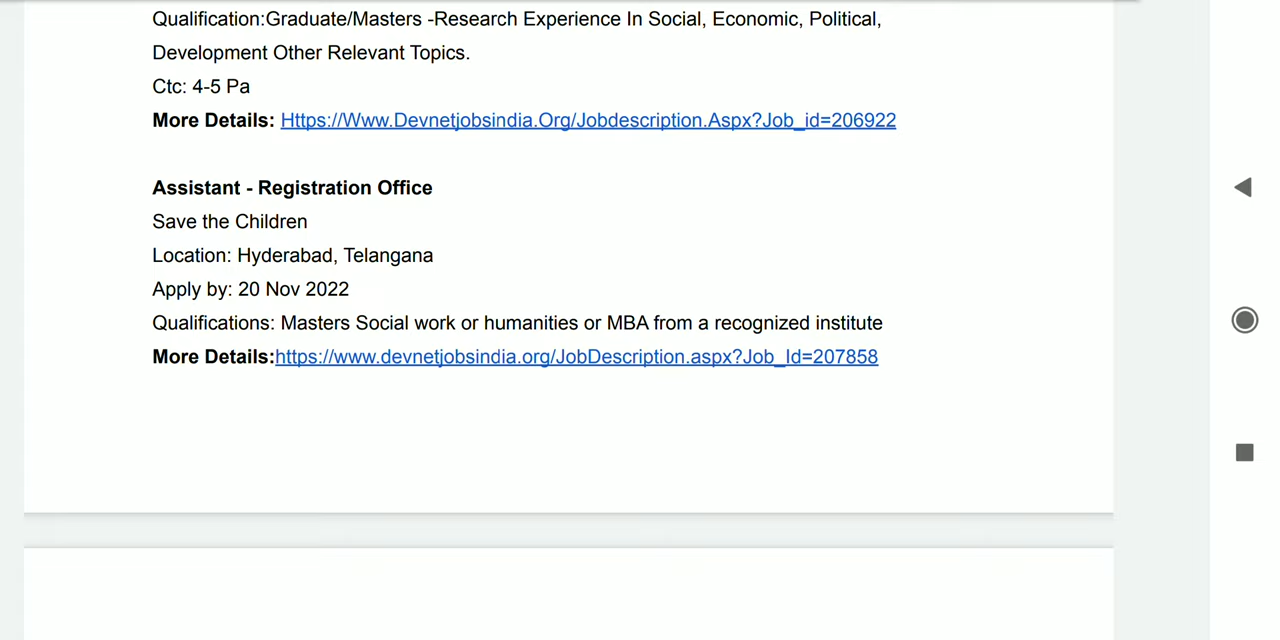 Qualification:Graduate/Masters -Research Experience In Social, Economic, Political,
Development Other Relevant Topics.
Ctc: 4-5 Pa
More Details: Https://Www.Devnetjobsindia.Org/Jobdescription.Aspx?Job_id=206922
Assistant - Registration Office
Save the Children
Location: Hyderabad, Telangana
Apply by: 20 Nov 2022
Qualifications: Masters Social work or humanities or MBA from a recognized institute
More Details:https://www.devnetjobsindia.org/JobDescription.aspx?Job_Id=207858